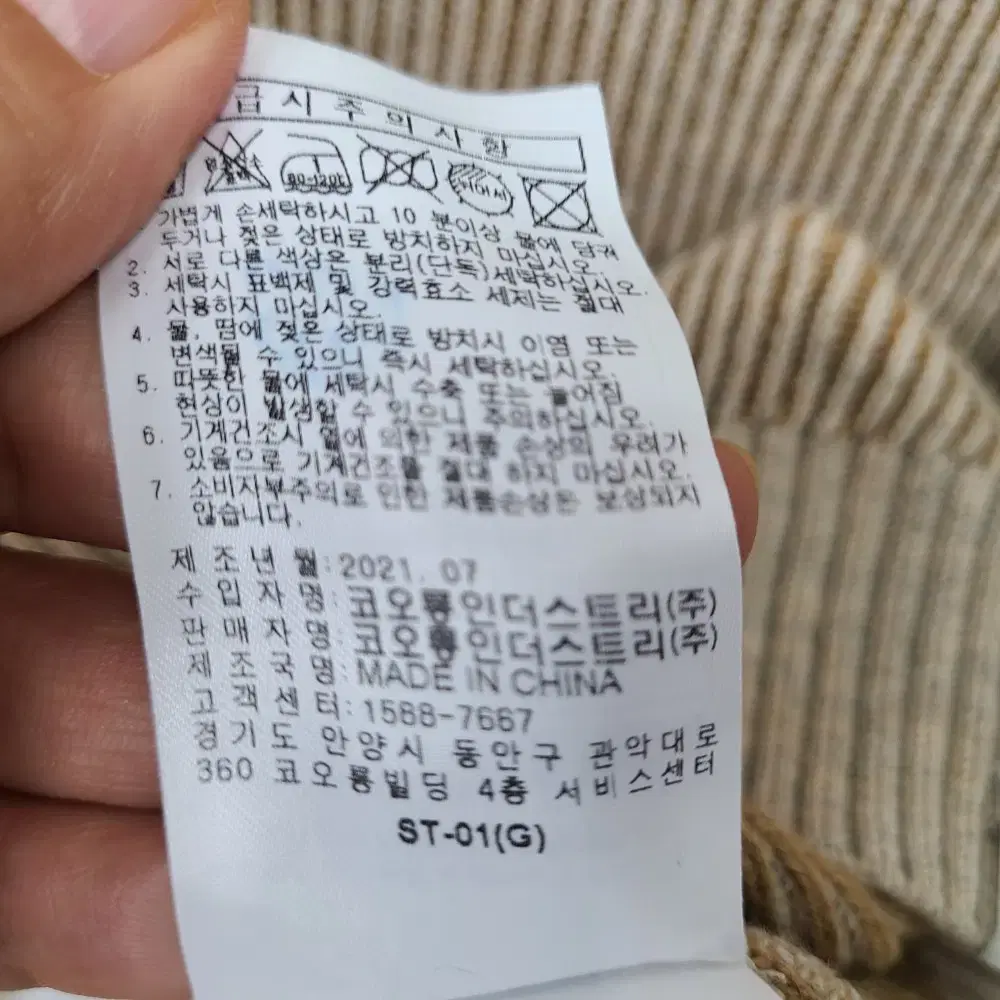 급시주의사항
80-120℃
뉘어서
가볍게 손세탁하시고 10 분이상 물에 담궈
두거나 젖은 상태로 방치하지 마십시오.
2. 서로 다른 색상은 분리(단독)세탁하십시오.
3. 세탁시 표백제 및 강력효소 세제는 절대
사용하지 마십시오.
4. 물, 땀에 젖은 상태로 방치시 이염 또는
변색될 수 있으니 즉시 세탁하십시오.
5. 따뜻한 물에 세탁시 수축 또는 늘어짐
현상이 발생할 수 있으니 주의하십시오.
6. 기계건조시 열에 의한 제품 손상의 우려가
있음으로 기계건조를 절대 하지 마십시오.
7. 소비자부주의로 인한 제품손상은 보상되지
않습니다.
제 조 년 월:2021. 07
수 입 자 명:코오롱인더스트리(주)
판 매 자 명:코오롱인더스트리(주)
제 조 국 명:MADE IN CHINA
고 객 센 터:1588-7667
경기도 안양시 동안구 관악대로
360 코오롱빌딩 4층 서비스센터
ST-01(G)